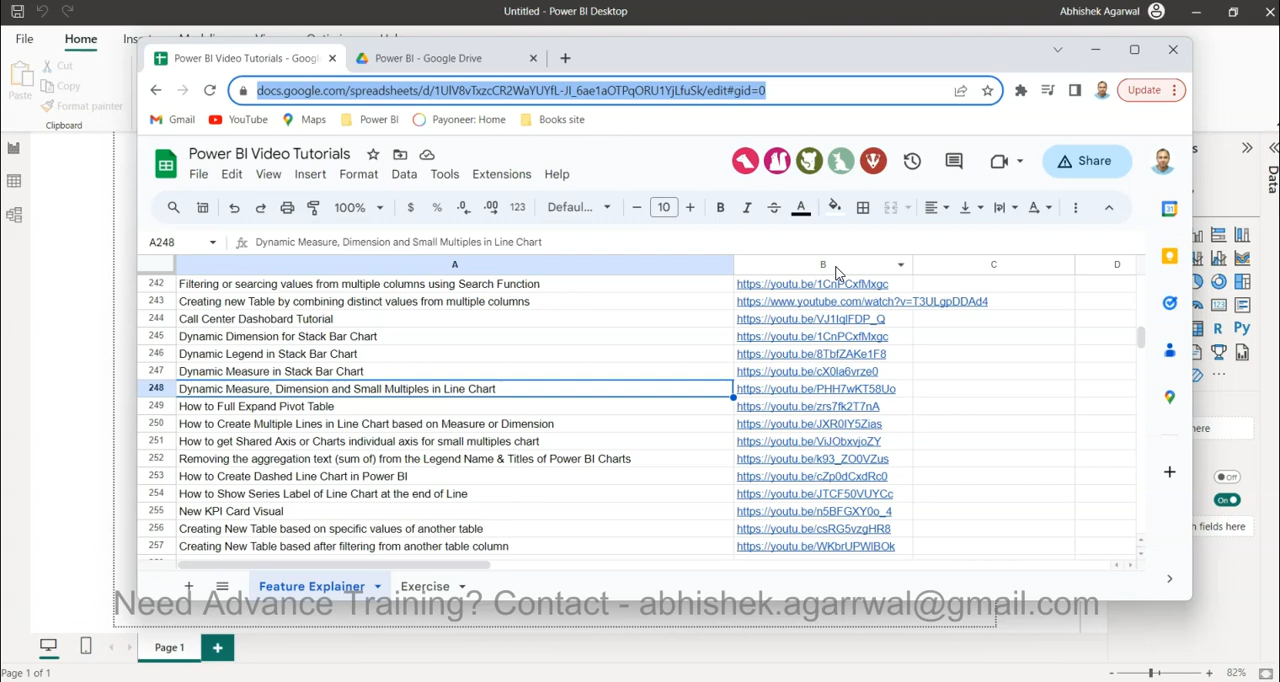 Untitled - Power BI Desktop
Abhishek Agarwal
File
Home
Cut
Copy
Format painter
Paste
Clipboard
Power BI Video Tutorials - Googl
Power BI - Google Drive
docs.google.com/spreadsheets/d/1UlV8vTxzcCR2WaYUYfL-JI_6ae1aOTPqORU1YjLfuSk/edit#gid=0
Update
Gmail
YouTube
Maps
Power BI
Payoneer: Home
Books site
Power BI Video Tutorials
Share
File Edit View Insert Format Data Tools Extensions Help
100% $ % .0 .00 123 Defaul... 10 B I A
A248 fx Dynamic Measure, Dimension and Small Multiples in Line Chart
A B C D
242 Filtering or searcing values from multiple columns using Search Function https://youtu.be/1CnPCxfMxgc
243 Creating new Table by combining distinct values from multiple columns https://www.youtube.com/watch?v=T3ULgpDDAd4
244 Call Center Dashobard Tutorial https://youtu.be/VJ1IqlFDP_Q
245 Dynamic Dimension for Stack Bar Chart https://youtu.be/1CnPCxfMxgc
246 Dynamic Legend in Stack Bar Chart https://youtu.be/8TbfZAKe1F8
247 Dynamic Measure in Stack Bar Chart https://youtu.be/cX0la6vrze0
248 Dynamic Measure, Dimension and Small Multiples in Line Chart https://youtu.be/PHH7wKT58Uo
249 How to Full Expand Pivot Table https://youtu.be/zrs7fk2T7nA
250 How to Create Multiple Lines in Line Chart based on Measure or Dimension https://youtu.be/JXR0IY5Zias
251 How to get Shared Axis or Charts individual axis for small multiples chart https://youtu.be/ViJObxvjoZY
252 Removing the aggregation text (sum of) from the Legend Name & Titles of Power BI Charts https://youtu.be/k93_ZO0VZus
253 How to Create Dashed Line Chart in Power BI https://youtu.be/cZp0dCxdRc0
254 How to Show Series Label of Line Chart at the end of Line https://youtu.be/JTCF50VUYCc
255 New KPI Card Visual https://youtu.be/n5BFGXY0o_4
256 Creating New Table based on specific values of another table https://youtu.be/csRG5vzgHR8
257 Creating New Table based after filtering from another table column https://youtu.be/WKbrUPWlBOk
Feature Explainer
Exercise
Data
R Py
here
Off
On
n fields here
Need Advance Training? Contact - abhishek.agarrwal@gmail.com
Page 1
Page 1 of 1
82%